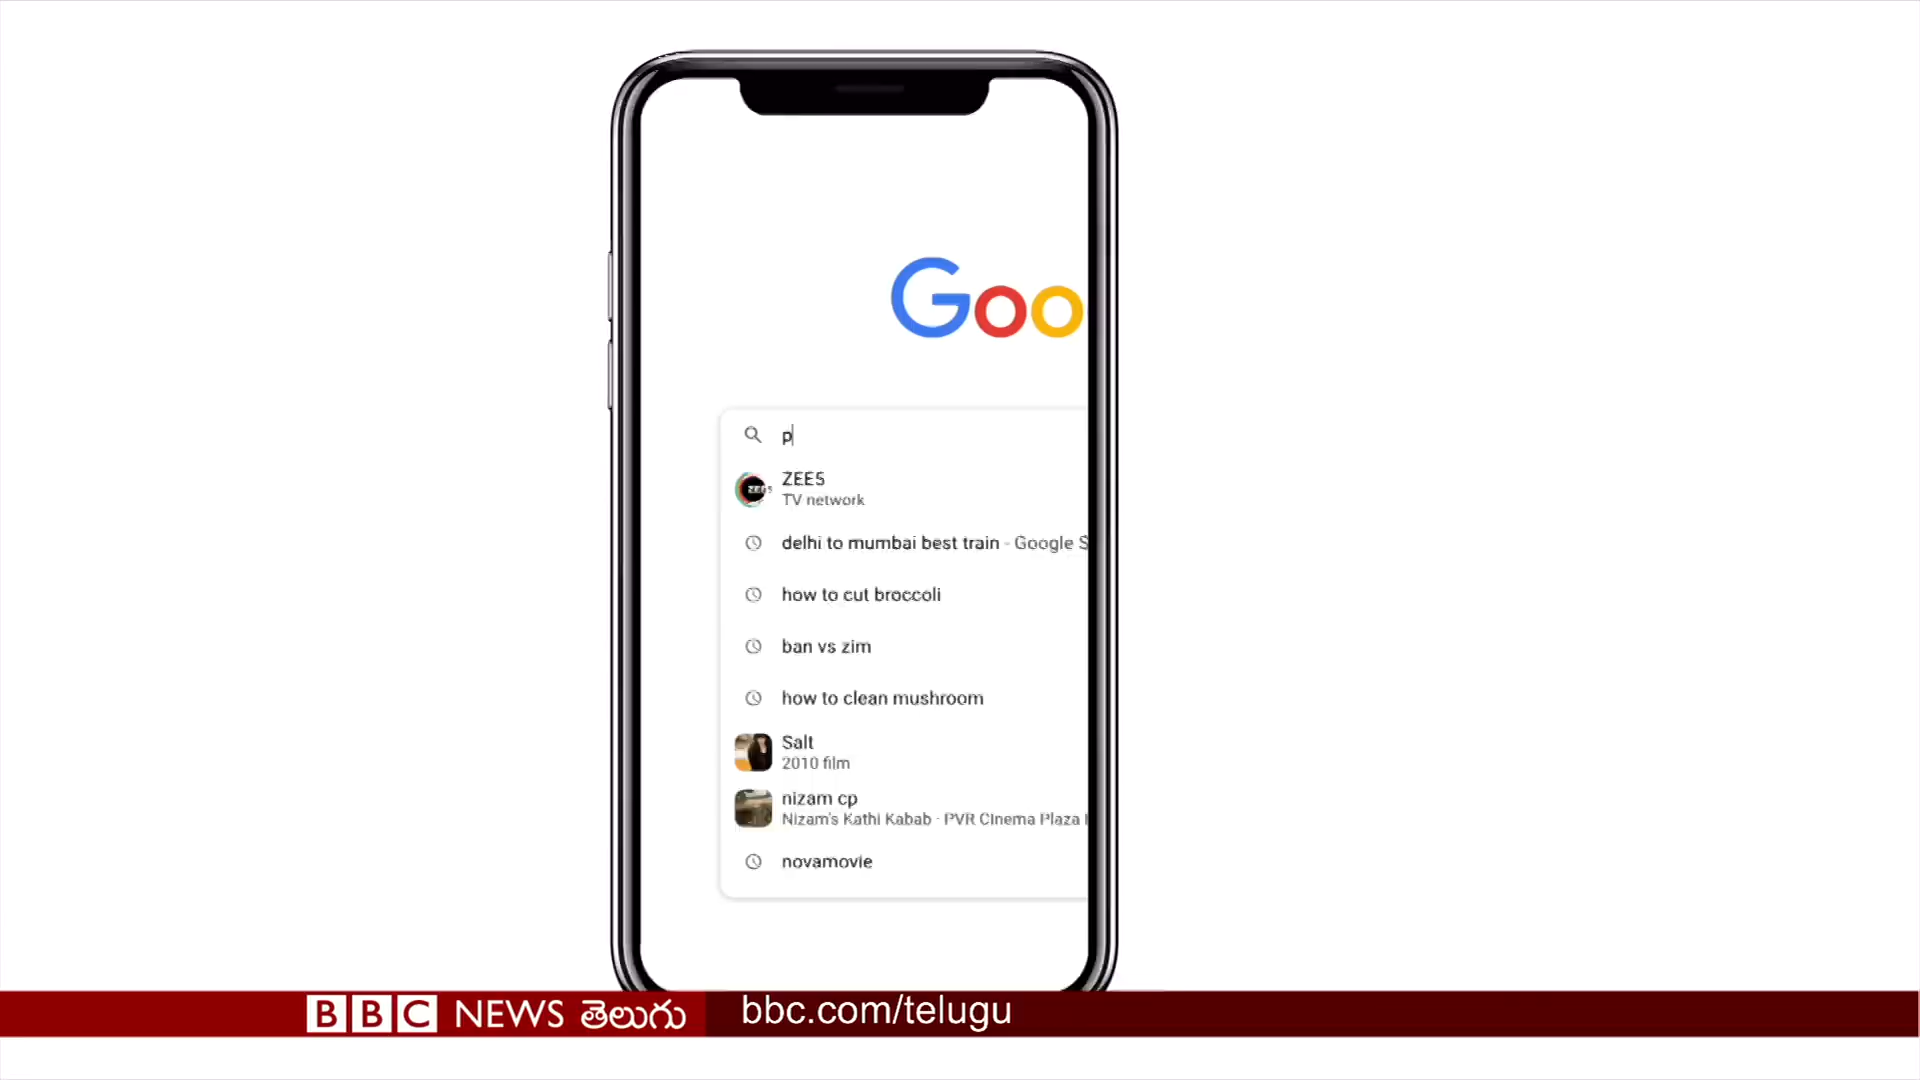 Goo
p
ZEE5
ZEE5
TV network
delhi to mumbai best train - Google S
how to cut broccoli
ban vs zim
how to clean mushroom
Salt
2010 film
nizam cp
Nizam's Kathi Kabab · PVR Cinema Plaza
novamovie
BBC NEWS తెలుగు bbc.com/telugu